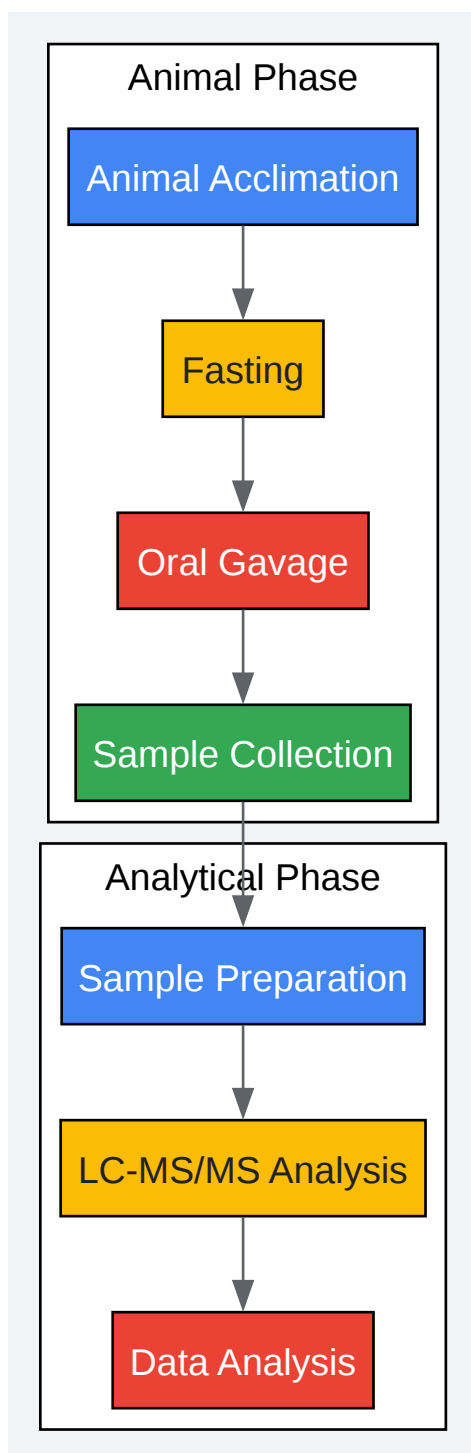 Animal Phase
Animal Acclimation
Fasting
Oral Gavage
Sample Collection
Analytical Phase
Sample Preparation
LC-MS/MS Analysis
Data Analysis